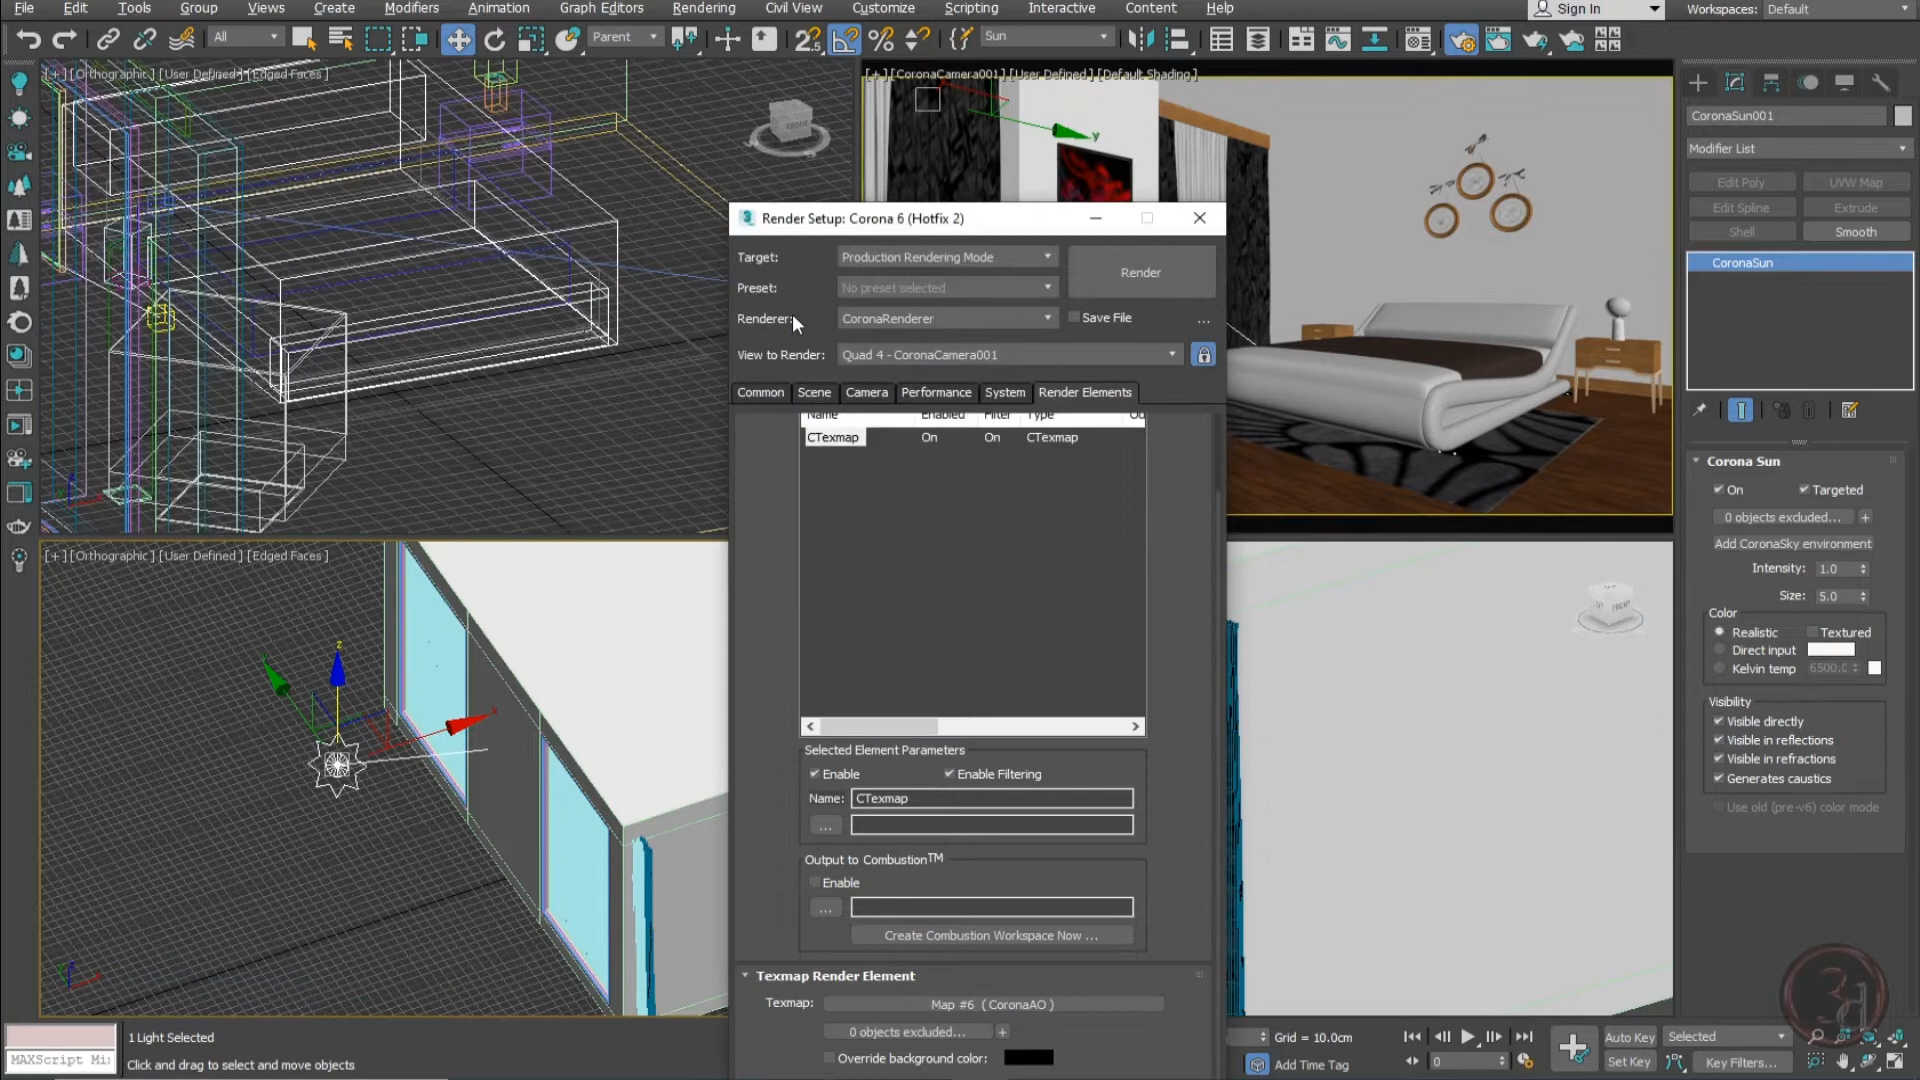 File Edit Tools Group Views Create Modifiers Animation Graph Editors Rendering Civil View Customize Scripting Interactive Content Help Sign In Workspaces: Default
All Parent Sun
[+][Orthographic][User Defined][Edged Faces]
[+][CoronaCamera001][User Defined][Default Shading]
CoronaSun001
Modifier List
Edit Poly UVW Map
Edit Spline Extrude
Shell Smooth
CoronaSun
Corona Sun
On Targeted
0 objects excluded... +
Add CoronaSky environment
Intensity: 1.0
Size: 5.0
Color
Realistic Textured
Direct input
Kelvin temp 6500.0
Visibility
Visible directly
Visible in reflections
Visible in refractions
Generates caustics
Use old (pre-v6) color mode
Render Setup: Corona 6 (Hotfix 2)
Target: Production Rendering Mode
Render
Preset: No preset selected
Renderer: CoronaRenderer Save File ...
View to Render: Quad 4 - CoronaCamera001
Common Scene Camera Performance System Render Elements
Name Enabled Filter Type Ou
CTexmap On On CTexmap
Selected Element Parameters
Enable Enable Filtering
Name: CTexmap
...
Output to Combustion™
Enable
...
Create Combustion Workspace Now ...
Texmap Render Element
Texmap: Map #6 (CoronaAO)
0 objects excluded... +
Override background color:
[+][Orthographic][User Defined][Edged Faces]
FRONT
FRONT
1 Light Selected
MAXScript Mi
Click and drag to select and move objects
Grid = 10.0cm
Add Time Tag
0
Auto Key Selected
Set Key Key Filters...